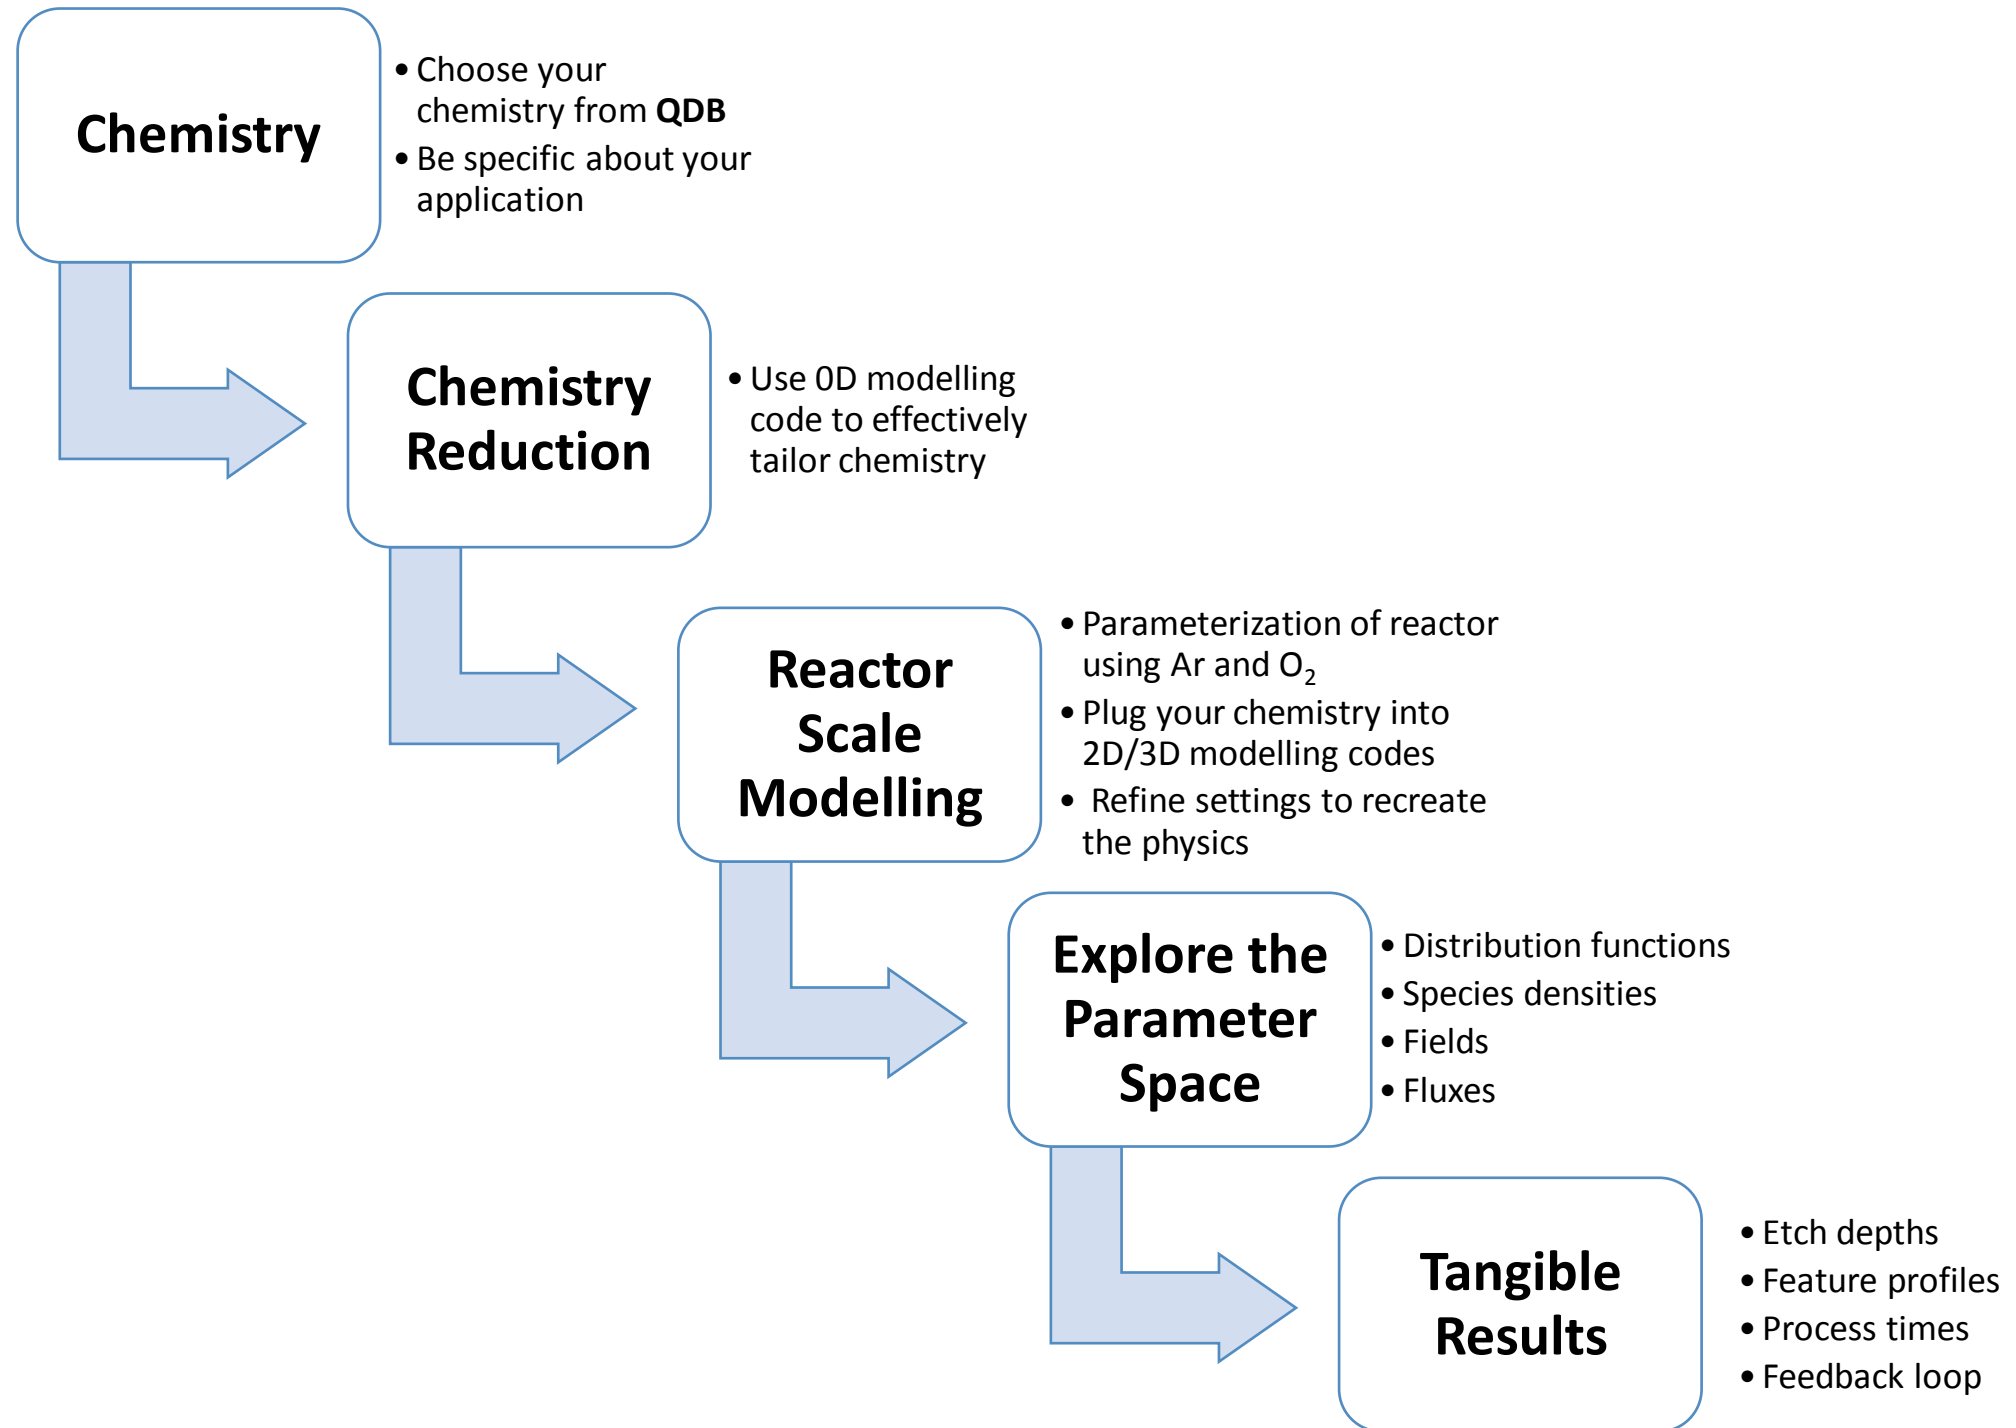 Chemistry
• Choose your
chemistry from QDB
• Be specific about your
application
Chemistry
Reduction
• Use 0D modelling
code to effectively
tailor chemistry
Reactor
Scale
Modelling
• Parameterization of reactor
using Ar and O₂
• Plug your chemistry into
2D/3D modelling codes
• Refine settings to recreate
the physics
Explore the
Parameter
Space
• Distribution functions
• Species densities
• Fields
• Fluxes
Tangible
Results
• Etch depths
• Feature profiles
• Process times
• Feedback loop